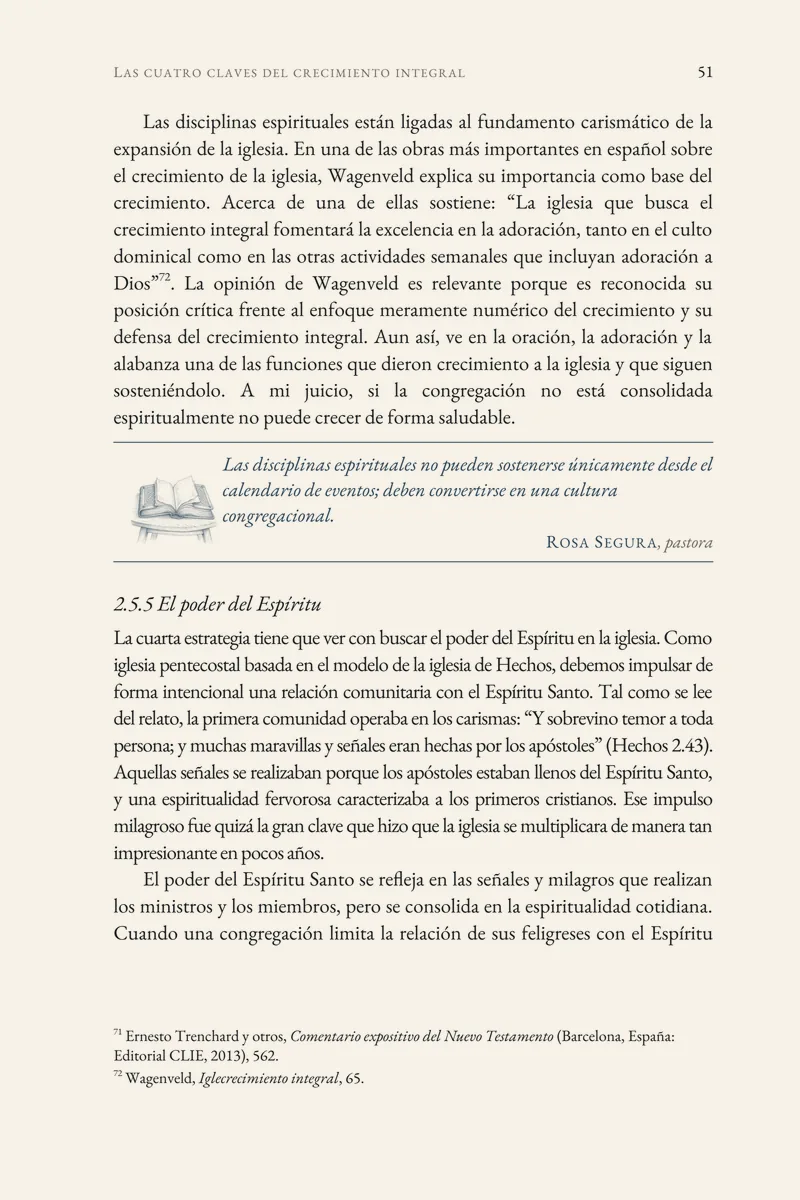 LAS CUATRO CLAVES DEL CRECIMIENTO INTEGRAL 51
Las disciplinas espirituales están ligadas al fundamento carismático de la
expansión de la iglesia. En una de las obras más importantes en español sobre
el crecimiento de la iglesia, Wagenveld explica su importancia como base del
crecimiento. Acerca de una de ellas sostiene: “La iglesia que busca el
crecimiento integral fomentará la excelencia en la adoración, tanto en el culto
dominical como en las otras actividades semanales que incluyan adoración a
Dios”72. La opinión de Wagenveld es relevante porque es reconocida su
posición crítica frente al enfoque meramente numérico del crecimiento y su
defensa del crecimiento integral. Aun así, ve en la oración, la adoración y la
alabanza una de las funciones que dieron crecimiento a la iglesia y que siguen
sosteniéndolo. A mi juicio, si la congregación no está consolidada
espiritualmente no puede crecer de forma saludable.
Las disciplinas espirituales no pueden sostenerse únicamente desde el
calendario de eventos; deben convertirse en una cultura
congregacional.
ROSA SEGURA, pastora
2.5.5 El poder del Espíritu
La cuarta estrategia tiene que ver con buscar el poder del Espíritu en la iglesia. Como
iglesia pentecostal basada en el modelo de la iglesia de Hechos, debemos impulsar de
forma intencional una relación comunitaria con el Espíritu Santo. Tal como se lee
del relato, la primera comunidad operaba en los carismas: “Y sobrevino temor a toda
persona; y muchas maravillas y señales eran hechas por los apóstoles” (Hechos 2.43).
Aquellas señales se realizaban porque los apóstoles estaban llenos del Espíritu Santo,
y una espiritualidad fervorosa caracterizaba a los primeros cristianos. Ese impulso
milagroso fue quizá la gran clave que hizo que la iglesia se multiplicara de manera tan
impresionante en pocos años.
El poder del Espíritu Santo se refleja en las señales y milagros que realizan
los ministros y los miembros, pero se consolida en la espiritualidad cotidiana.
Cuando una congregación limita la relación de sus feligreses con el Espíritu
71 Ernesto Trenchard y otros, Comentario expositivo del Nuevo Testamento (Barcelona, España:
Editorial CLIE, 2013), 562.
72 Wagenveld, Iglecrecimiento integral, 65.